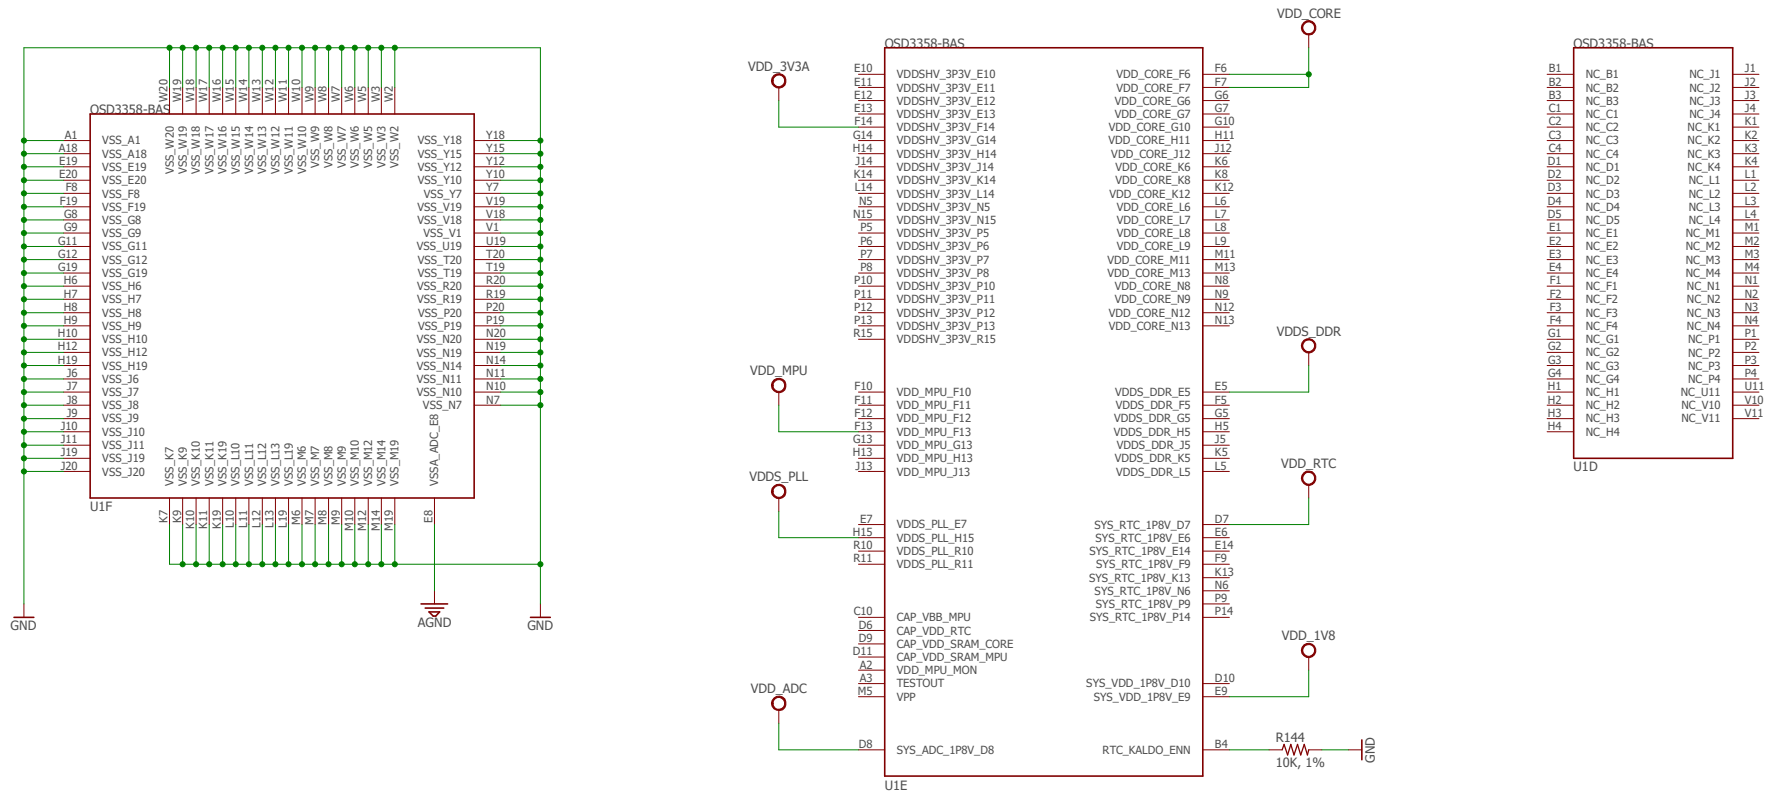 OSD3358-BAS
W20 W19 W18 W17 W16 W15 W14 W13 W12 W11 W10 W9 W8 W7 W6 W5 W3 W2
VSS_W20 VSS_W19 VSS_W18 VSS_W17 VSS_W16 VSS_W15 VSS_W14 VSS_W13 VSS_W12 VSS_W11 VSS_W10 VSS_W9 VSS_W8 VSS_W7 VSS_W6 VSS_W5 VSS_W3 VSS_W2
A1 VSS_A1 VSS_Y18 Y18
A18 VSS_A18 VSS_Y15 Y15
E19 VSS_E19 VSS_Y12 Y12
E20 VSS_E20 VSS_Y10 Y10
F8 VSS_F8 VSS_Y7 Y7
F19 VSS_F19 VSS_V19 V19
G8 VSS_G8 VSS_V18 V18
G9 VSS_G9 VSS_V1 V1
G11 VSS_G11 VSS_U19 U19
G12 VSS_G12 VSS_T20 T20
G19 VSS_G19 VSS_T19 T19
H6 VSS_H6 VSS_R20 R20
H7 VSS_H7 VSS_R19 R19
H8 VSS_H8 VSS_P20 P20
H9 VSS_H9 VSS_P19 P19
H10 VSS_H10 VSS_N20 N20
H12 VSS_H12 VSS_N19 N19
H19 VSS_H19 VSS_N14 N14
J6 VSS_J6 VSS_N11 N11
J7 VSS_J7 VSS_N10 N10
J8 VSS_J8 VSS_N7 N7
J9 VSS_J9
J10 VSS_J10
J11 VSS_J11
J19 VSS_J19
J20 VSS_J20
VSS_K7 VSS_K9 VSS_K10 VSS_K11 VSS_K19 VSS_L10 VSS_L11 VSS_L12 VSS_L13 VSS_L19 VSS_M6 VSS_M7 VSS_M8 VSS_M9 VSS_M10 VSS_M12 VSS_M14 VSS_M19 VSSA_ADC_E8
U1F
K7 K9 K10 K11 K19 L10 L11 L12 L13 L19 M6 M7 M8 M9 M10 M12 M14 M19 E8
GND
AGND
GND
VDD_CORE
OSD3358-BAS
VDD_3V3A
E10 VDDSHV_3P3V_E10 VDD_CORE_F6 F6
E11 VDDSHV_3P3V_E11 VDD_CORE_F7 F7
E12 VDDSHV_3P3V_E12 VDD_CORE_G6 G6
E13 VDDSHV_3P3V_E13 VDD_CORE_G7 G7
F14 VDDSHV_3P3V_F14 VDD_CORE_G10 G10
G14 VDDSHV_3P3V_G14 VDD_CORE_H11 H11
H14 VDDSHV_3P3V_H14 VDD_CORE_J12 J12
J14 VDDSHV_3P3V_J14 VDD_CORE_K6 K6
K14 VDDSHV_3P3V_K14 VDD_CORE_K8 K8
L14 VDDSHV_3P3V_L14 VDD_CORE_K12 K12
N5 VDDSHV_3P3V_N5 VDD_CORE_L6 L6
N15 VDDSHV_3P3V_N15 VDD_CORE_L7 L7
P5 VDDSHV_3P3V_P5 VDD_CORE_L8 L8
P6 VDDSHV_3P3V_P6 VDD_CORE_L9 L9
P7 VDDSHV_3P3V_P7 VDD_CORE_M11 M11
P8 VDDSHV_3P3V_P8 VDD_CORE_M13 M13
P10 VDDSHV_3P3V_P10 VDD_CORE_N8 N8
P11 VDDSHV_3P3V_P11 VDD_CORE_N9 N9
P12 VDDSHV_3P3V_P12 VDD_CORE_N12 N12
P13 VDDSHV_3P3V_P13 VDD_CORE_N13 N13
R15 VDDSHV_3P3V_R15
VDDS_DDR
VDD_MPU
F10 VDD_MPU_F10 VDDS_DDR_E5 E5
F11 VDD_MPU_F11 VDDS_DDR_F5 F5
F12 VDD_MPU_F12 VDDS_DDR_G5 G5
F13 VDD_MPU_F13 VDDS_DDR_H5 H5
G13 VDD_MPU_G13 VDDS_DDR_J5 J5
H13 VDD_MPU_H13 VDDS_DDR_K5 K5
J13 VDD_MPU_J13 VDDS_DDR_L5 L5
VDDS_PLL
VDD_RTC
E7 VDDS_PLL_E7 SYS_RTC_1P8V_D7 D7
H15 VDDS_PLL_H15 SYS_RTC_1P8V_E6 E6
R10 VDDS_PLL_R10 SYS_RTC_1P8V_E14 E14
R11 VDDS_PLL_R11 SYS_RTC_1P8V_F9 F9
SYS_RTC_1P8V_K13 K13
SYS_RTC_1P8V_N6 N6
SYS_RTC_1P8V_P9 P9
C10 CAP_VBB_MPU SYS_RTC_1P8V_P14 P14
D6 CAP_VDD_RTC
D9 CAP_VDD_SRAM_CORE
D11 CAP_VDD_SRAM_MPU
A2 VDD_MPU_MON
VDD_1V8
A3 TESTOUT SYS_VDD_1P8V_D10 D10
M5 VPP SYS_VDD_1P8V_E9 E9
VDD_ADC
D8 SYS_ADC_1P8V_D8 RTC_KALDO_ENN B4
R144
10K, 1%
GND
U1E
OSD3358-BAS
B1 NC_B1 NC_J1 J1
B2 NC_B2 NC_J2 J2
B3 NC_B3 NC_J3 J3
C1 NC_C1 NC_J4 J4
C2 NC_C2 NC_K1 K1
C3 NC_C3 NC_K2 K2
C4 NC_C4 NC_K3 K3
D1 NC_D1 NC_K4 K4
D2 NC_D2 NC_L1 L1
D3 NC_D3 NC_L2 L2
D4 NC_D4 NC_L3 L3
D5 NC_D5 NC_L4 L4
E1 NC_E1 NC_M1 M1
E2 NC_E2 NC_M2 M2
E3 NC_E3 NC_M3 M3
E4 NC_E4 NC_M4 M4
F1 NC_F1 NC_N1 N1
F2 NC_F2 NC_N2 N2
F3 NC_F3 NC_N3 N3
F4 NC_F4 NC_N4 N4
G1 NC_G1 NC_P1 P1
G2 NC_G2 NC_P2 P2
G3 NC_G3 NC_P3 P3
G4 NC_G4 NC_P4 P4
H1 NC_H1 NC_U11 U11
H2 NC_H2 NC_V10 V10
H3 NC_H3 NC_V11 V11
H4 NC_H4
U1D